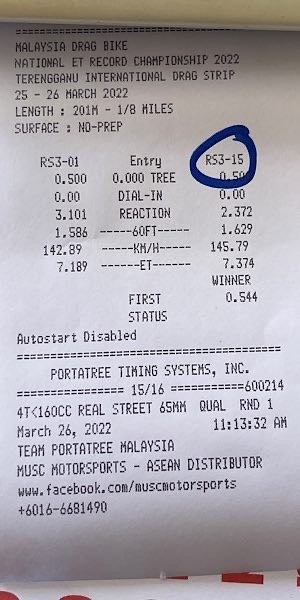 MALAYSIA DRAG BIKE
NATIONAL ET RECORD CHAMPIONSHIP 2022
TERENGGANU INTERNATIONAL DRAG STRIP
25 - 26 MARCH 2022
LENGTH : 201M - 1/8 MILES
SURFACE : NO-PREP
RS3-01 Entry RS3-15
0.500 0.000 TREE 0.500
0.00 DIAL-IN 0.00
3.101 REACTION 2.372
1.586 -----60FT----- 1.629
142.89 ------KM/H----- 145.79
7.189 ------ET------ 7.374
WINNER
FIRST 0.544
STATUS
Autostart Disabled
PORTATREE TIMING SYSTEMS, INC.
================ 15/16 ===========600214
4T<160CC REAL STREET 65MM QUAL RND 1
March 26, 2022 11:13:32 AM
TEAM PORTATREE MALAYSIA
MUSC MOTORSPORTS - ASEAN DISTRIBUTOR
www.facebook.com/muscmotorsports
+6016-6681490